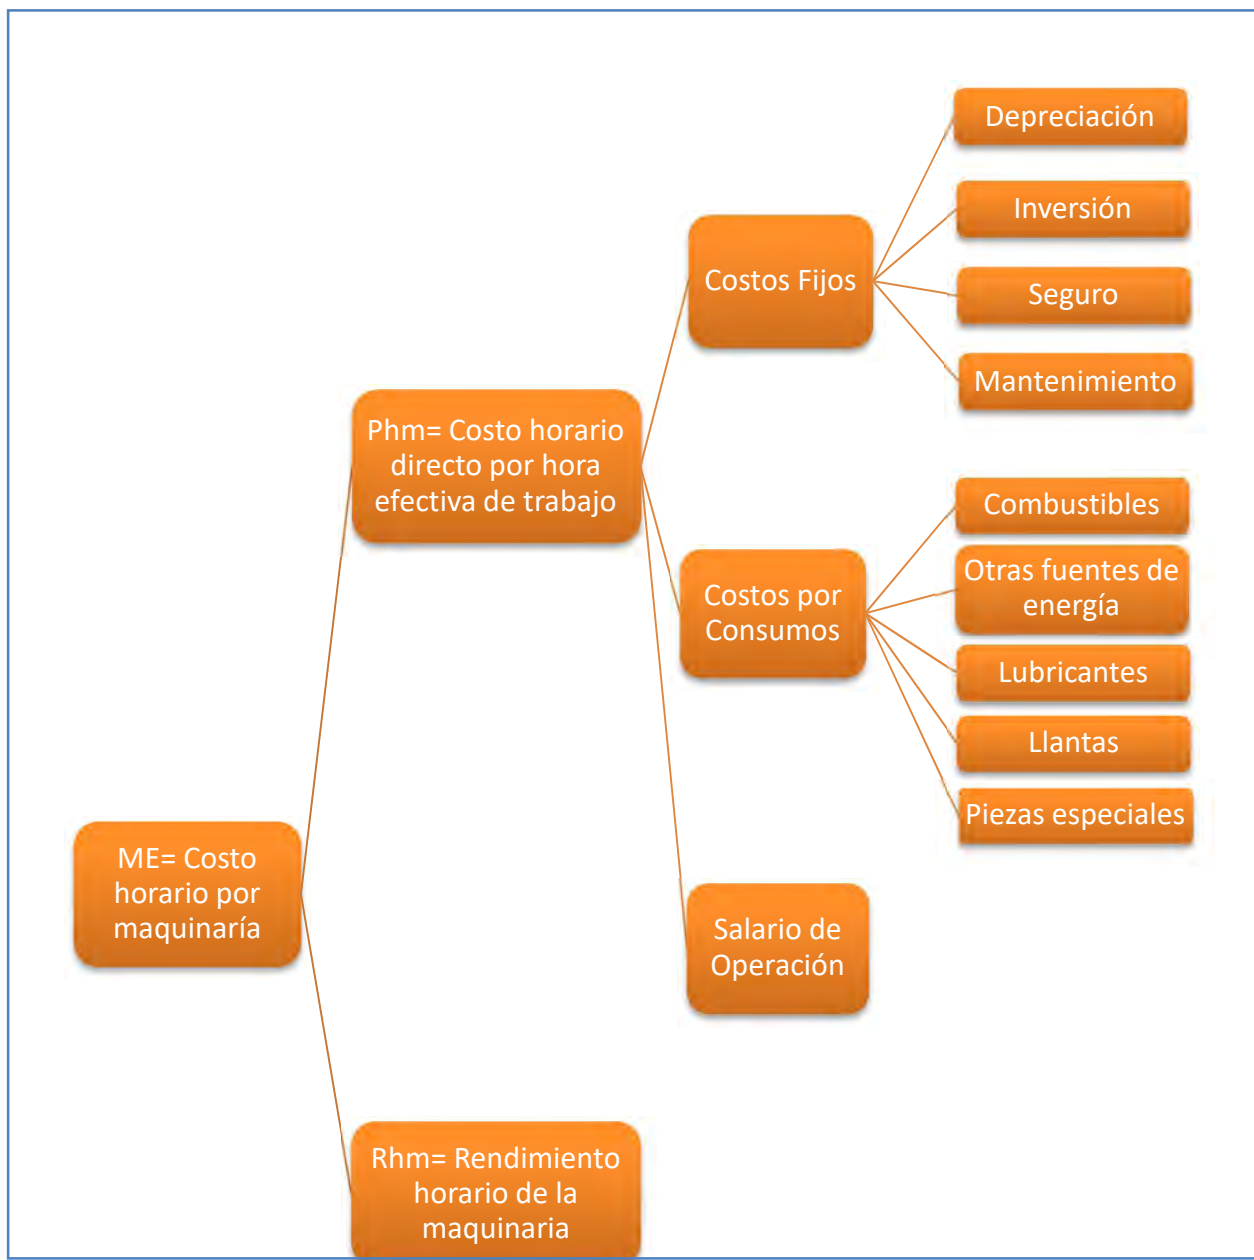 ME= Costo
horario por
maquinaría
Phm= Costo horario
directo por hora
efectiva de trabajo
Costos Fijos
Depreciación
Inversión
Seguro
Mantenimiento
Costos por
Consumos
Combustibles
Otras fuentes de
energía
Lubricantes
Llantas
Piezas especiales
Salario de
Operación
Rhm= Rendimiento
horario de la
maquinaria